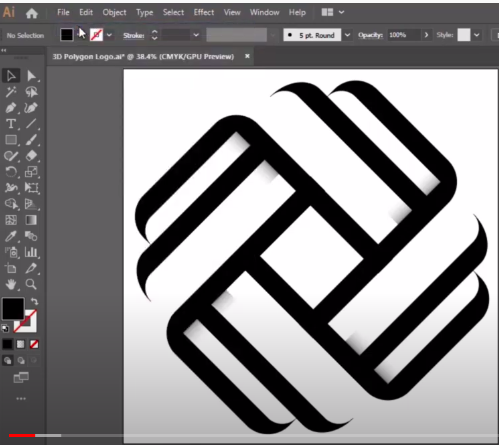 Ai File Edit Object Type Select Effect View Window Help
No Selection Stroke: 5 pt. Round Opacity: 100% Style:
3D Polygon Logo.ai* @ 38.4% (CMYK/GPU Preview)